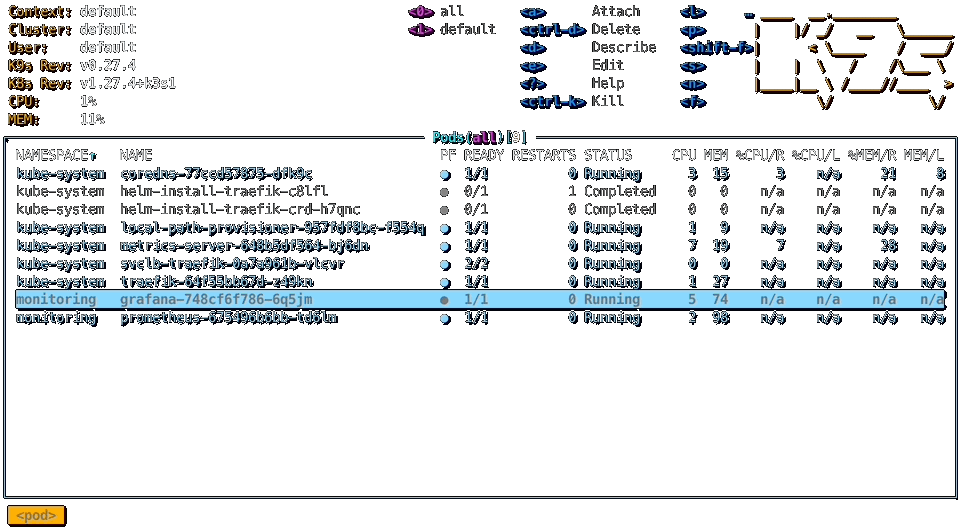 Context: default <0> all <a> Attach <l>
Cluster: default <1> default <ctrl-d> Delete <p>
User: default <d> Describe <shift-f>
K9s Rev: v0.27.4 <e> Edit <s>
K8s Rev: v1.27.4+k3s1 <?> Help <n>
CPU: 1% <ctrl-k> Kill <f>
MEM: 11%
Pods(all)[9]
NAMESPACE↑ NAME PF READY RESTARTS STATUS CPU MEM %CPU/R %CPU/L %MEM/R MEM/L
kube-system coredns-77ccd57875-dfk9c ● 1/1 0 Running 3 15 3 n/a 21 8
kube-system helm-install-traefik-c8lfl ● 0/1 1 Completed 0 0 n/a n/a n/a n/a
kube-system helm-install-traefik-crd-h7qnc ● 0/1 0 Completed 0 0 n/a n/a n/a n/a
kube-system local-path-provisioner-957fdf8bc-f554q ● 1/1 0 Running 1 9 n/a n/a n/a n/a
kube-system metrics-server-648b5df564-bj6dn ● 1/1 0 Running 7 19 7 n/a 28 n/a
kube-system ● 2/2 0 Running 0 0 n/a n/a n/a n/a
kube-system traefik-64f55bb67d-z49kn ● 1/1 0 Running 1 27 n/a n/a n/a n/a
monitoring grafana-748cf6f786-6q5jm ● 1/1 0 Running 5 74 n/a n/a n/a n/a
monitoring prometheus-675496b6bb-td6lm ● 1/1 0 Running 2 98 n/a n/a n/a n/a
<pod>